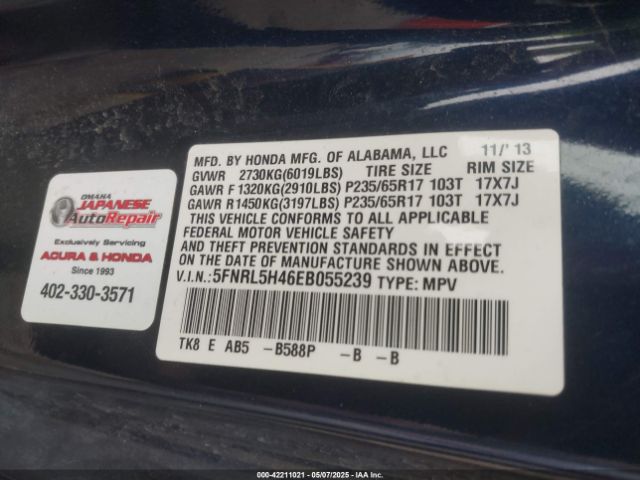 OMAHA
JAPANESE
AutoRepair
Exclusively Servicing
ACURA & HONDA
Since 1993
402-330-3571
MFD. BY HONDA MFG. OF ALABAMA, LLC 11/'13
GVWR 2730KG(6019LBS) TIRE SIZE RIM SIZE
GAWR F 1320KG(2910LBS) P235/65R17 103T 17X7J
GAWR R1450KG(3197LBS) P235/65R17 103T 17X7J
THIS VEHICLE CONFORMS TO ALL APPLICABLE
FEDERAL MOTOR VEHICLE SAFETY
AND THEFT PREVENTION STANDARDS IN EFFECT
ON THE DATE OF MANUFACTURE SHOWN ABOVE.
V.I.N.:5FNRL5H46EB055239 TYPE: MPV
TK8 E AB5 -B588P -B -B
000-42211021 - 05/07/2025 - IAA Inc.